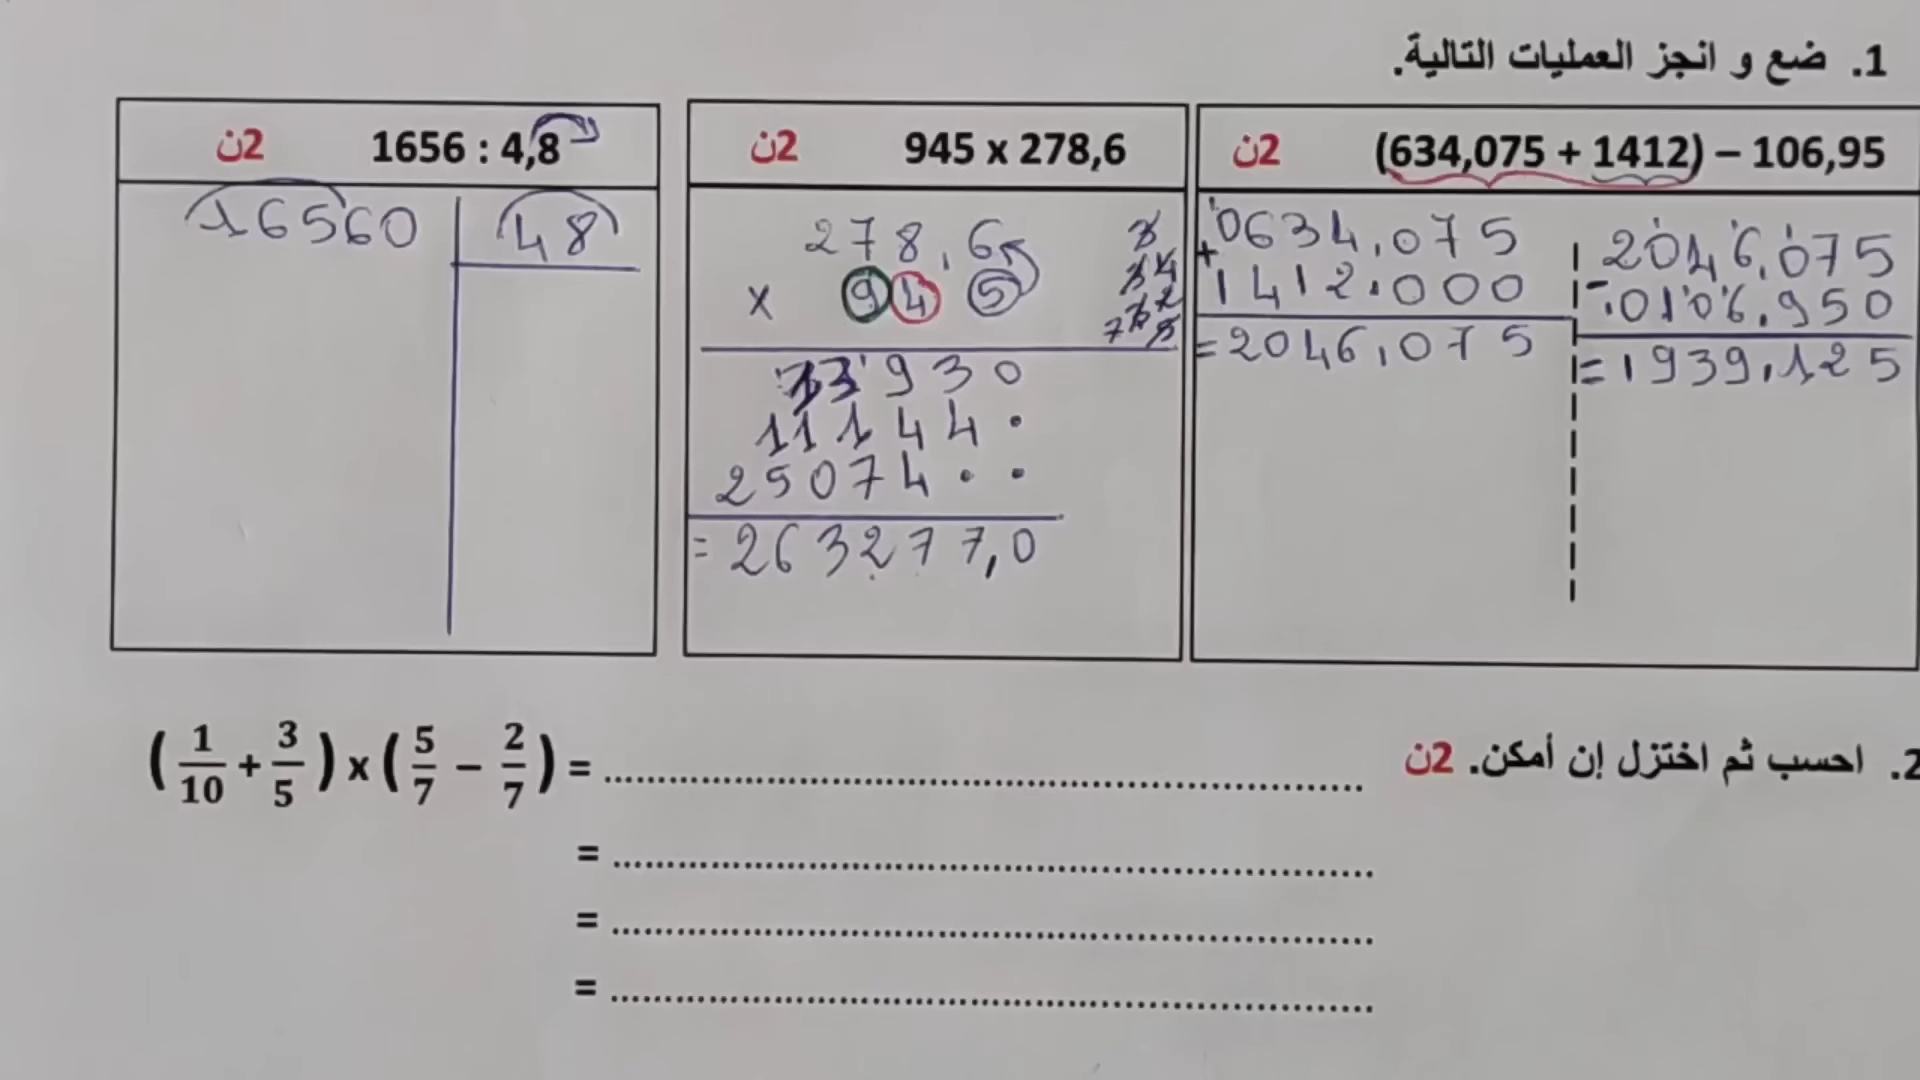 1. ضع و انجز العمليات التالية.
(634,075 + 1412) – 106,95 2ن
0634,075
+ 1412.000
= 2046,075
2046,075
- 0106,950
= 1939,125
945 x 278,6 2ن
278,6
x 945
13930
11144.
25074..
= 263277,0
1656 : 4,8 2ن
16560 48
2. احسب ثم اختزل إن أمكن. 2ن
(1/10 + 3/5) x (5/7 – 2/7) = ..........
= ..........
= ..........
= ..........